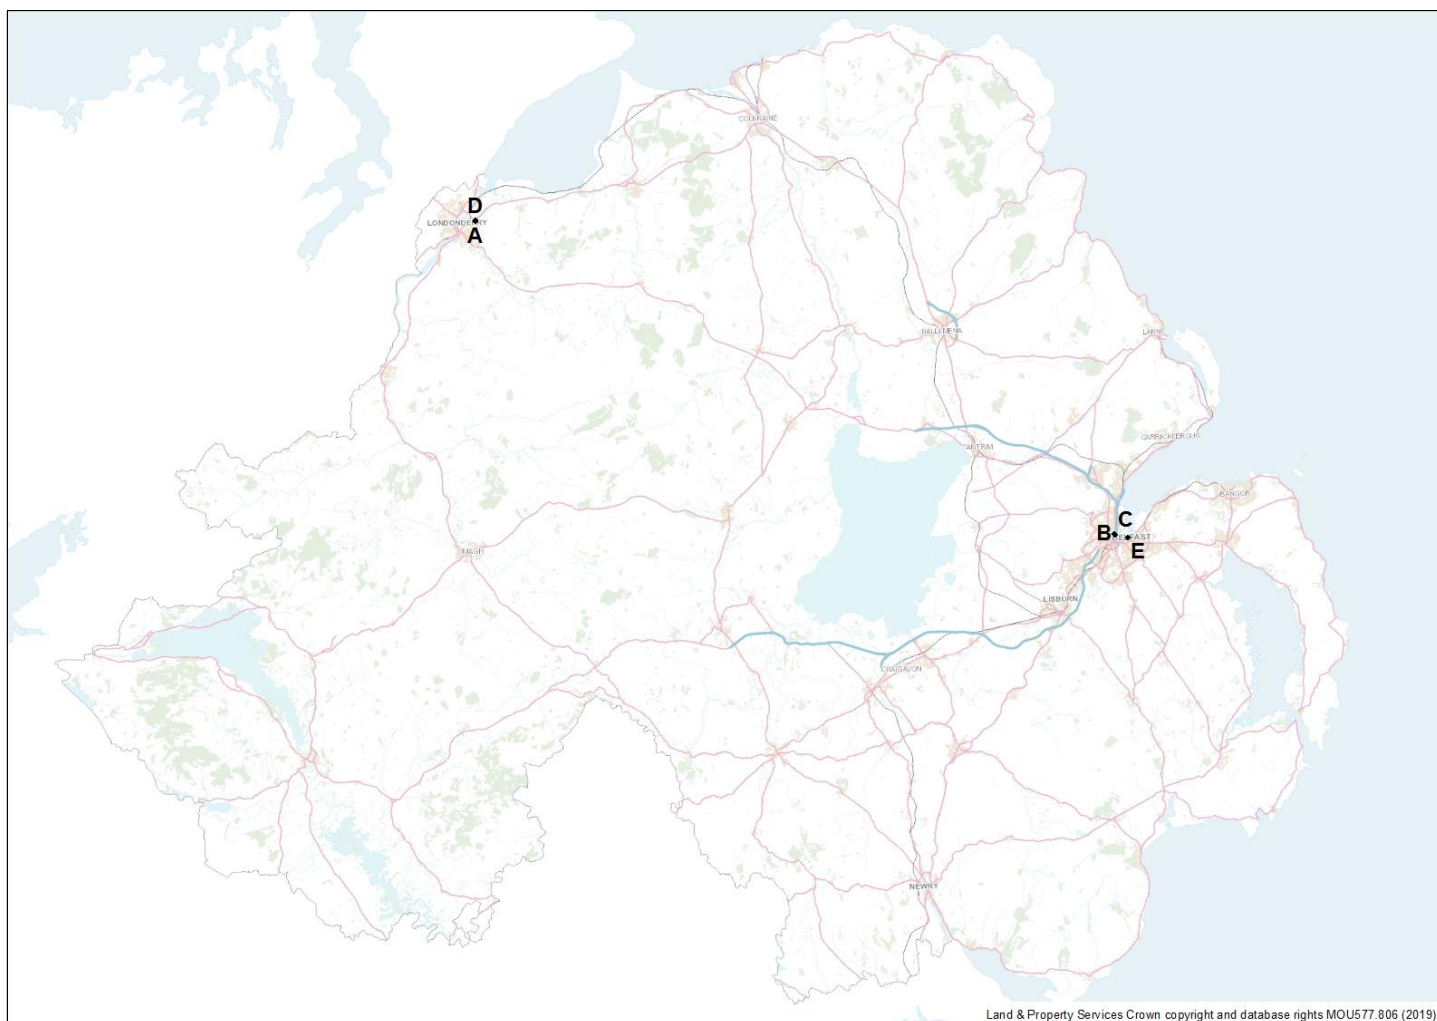 COLERAINE
D
LONDONDERRY
A
BALLYMENA
LARNE
CARRICKFERGUS
ANTRIM
BANGOR
C
B
BELFAST
E
OMAGH
LISBURN
CRAIGAVON
NEWRY
Land & Property Services Crown copyright and database rights MOU577.806 (2019)